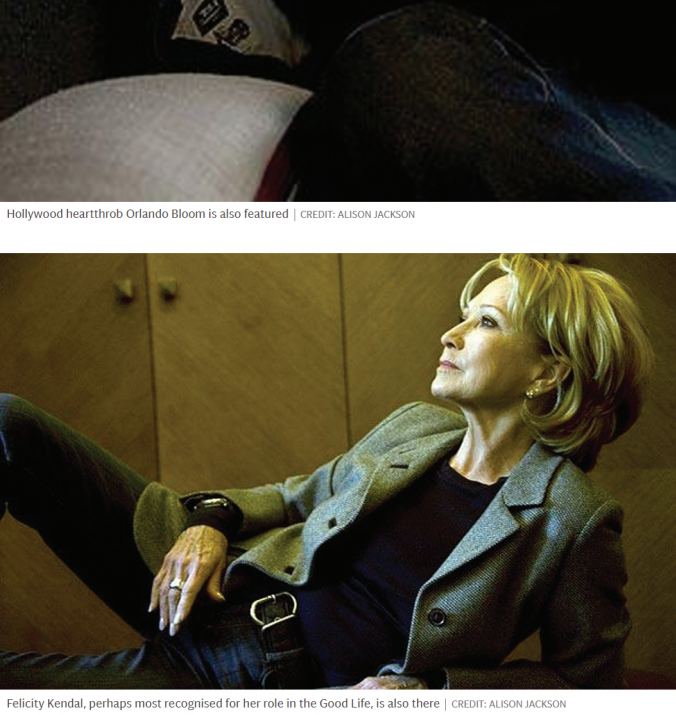 Hollywood heartthrob Orlando Bloom is also featured | CREDIT: ALISON JACKSON
Felicity Kendal, perhaps most recognised for her role in the Good Life, is also there | CREDIT: ALISON JACKSON